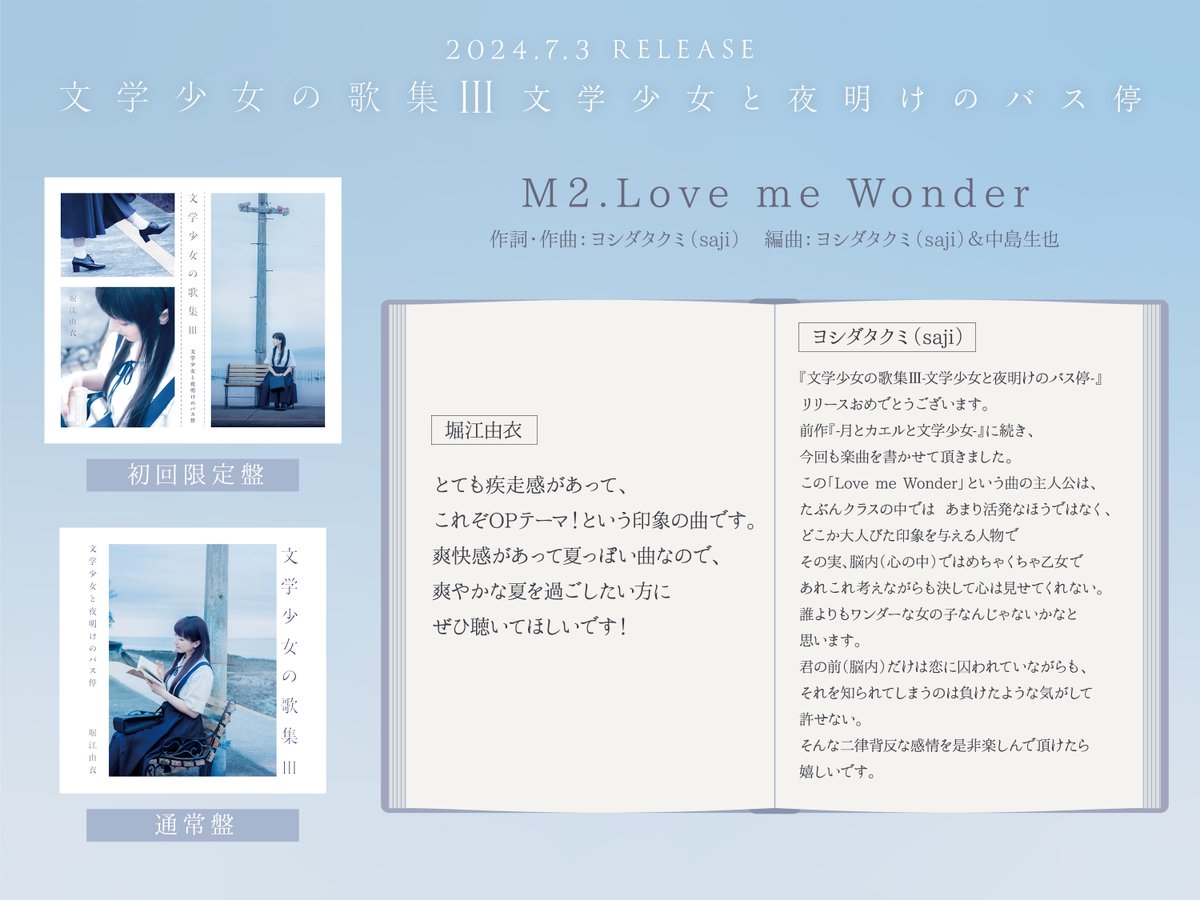 2024.7.3 RELEASE
文学少女の歌集Ⅲ 文学少女と夜明けのバス停
文学少女の歌集Ⅲ
文学少女と夜明けのバス停
堀江由衣
初回限定盤
文学少女の歌集Ⅲ
文学少女と夜明けのバス停
堀江由衣
通常盤
M2.Love me Wonder
作詞・作曲：ヨシダタクミ（saji） 編曲：ヨシダタクミ（saji）＆中島生也
堀江由衣
とても疾走感があって、
これぞOPテーマ！という印象の曲です。
爽快感があって夏っぽい曲なので、
爽やかな夏を過ごしたい方に
ぜひ聴いてほしいです！
ヨシダタクミ（saji）
『文学少女の歌集Ⅲ-文学少女と夜明けのバス停-』
リリースおめでとうございます。
前作『-月とカエルと文学少女-』に続き、
今回も楽曲を書かせて頂きました。
この「Love me Wonder」という曲の主人公は、
たぶんクラスの中では あまり活発なほうではなく、
どこか大人びた印象を与える人物で
その実、脳内（心の中）ではめちゃくちゃ乙女で
あれこれ考えながらも決して心は見せてくれない。
誰よりもワンダーな女の子なんじゃないかなと
思います。
君の前（脳内）だけは恋に囚われていながらも、
それを知られてしまうのは負けたような気がして
許せない。
そんな二律背反な感情を是非楽しんで頂けたら
嬉しいです。